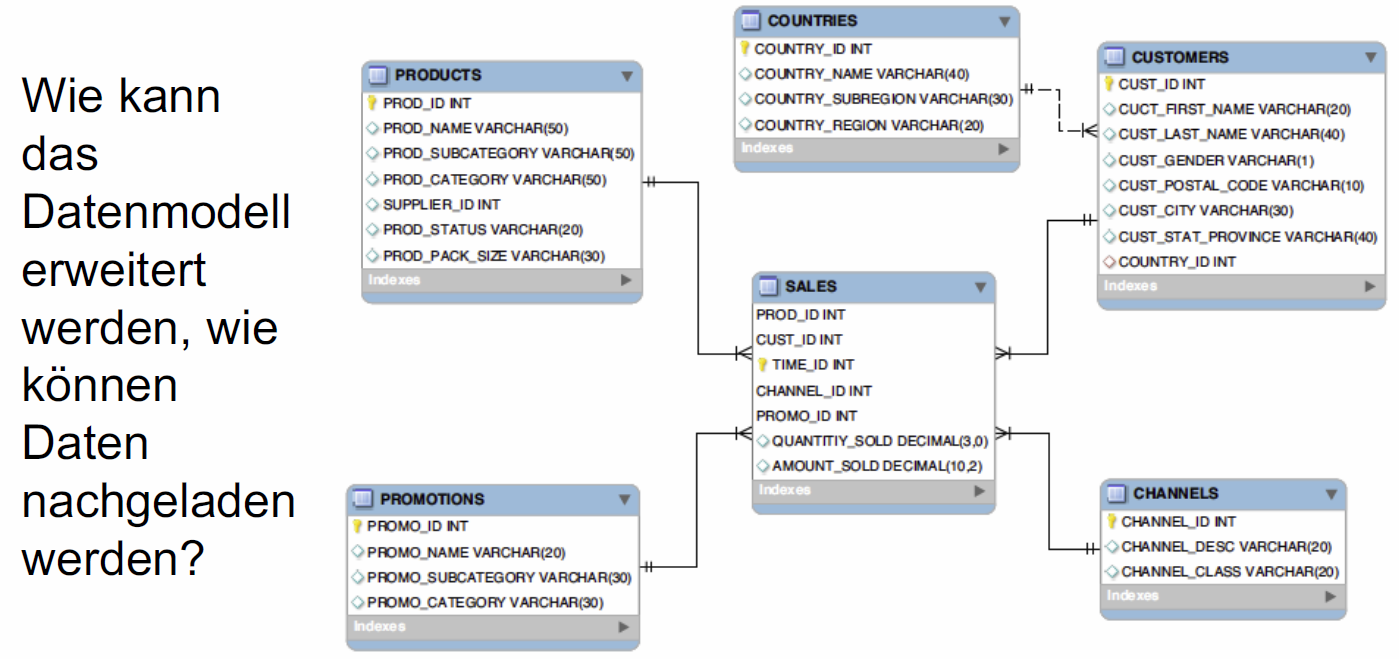 Wie kann
das
Datenmodell
erweitert
werden, wie
können
Daten
nachgeladen
werden?
PRODUCTS
PROD_ID INT
PROD_NAME VARCHAR(50)
PROD_SUBCATEGORY VARCHAR(50)
PROD_CATEGORY VARCHAR(50)
SUPPLIER_ID INT
PROD_STATUS VARCHAR(20)
PROD_PACK_SIZE VARCHAR(30)
Indexes
COUNTRIES
COUNTRY_ID INT
COUNTRY_NAME VARCHAR(40)
COUNTRY_SUBREGION VARCHAR(30)
COUNTRY_REGION VARCHAR(20)
Indexes
CUSTOMERS
CUST_ID INT
CUCT_FIRST_NAME VARCHAR(20)
CUST_LAST_NAME VARCHAR(40)
CUST_GENDER VARCHAR(1)
CUST_POSTAL_CODE VARCHAR(10)
CUST_CITY VARCHAR(30)
CUST_STAT_PROVINCE VARCHAR(40)
COUNTRY_ID INT
Indexes
SALES
PROD_ID INT
CUST_ID INT
TIME_ID INT
CHANNEL_ID INT
PROMO_ID INT
QUANTITIY_SOLD DECIMAL(3,0)
AMOUNT_SOLD DECIMAL(10,2)
Indexes
PROMOTIONS
PROMO_ID INT
PROMO_NAME VARCHAR(20)
PROMO_SUBCATEGORY VARCHAR(30)
PROMO_CATEGORY VARCHAR(30)
Indexes
CHANNELS
CHANNEL_ID INT
CHANNEL_DESC VARCHAR(20)
CHANNEL_CLASS VARCHAR(20)
Indexes